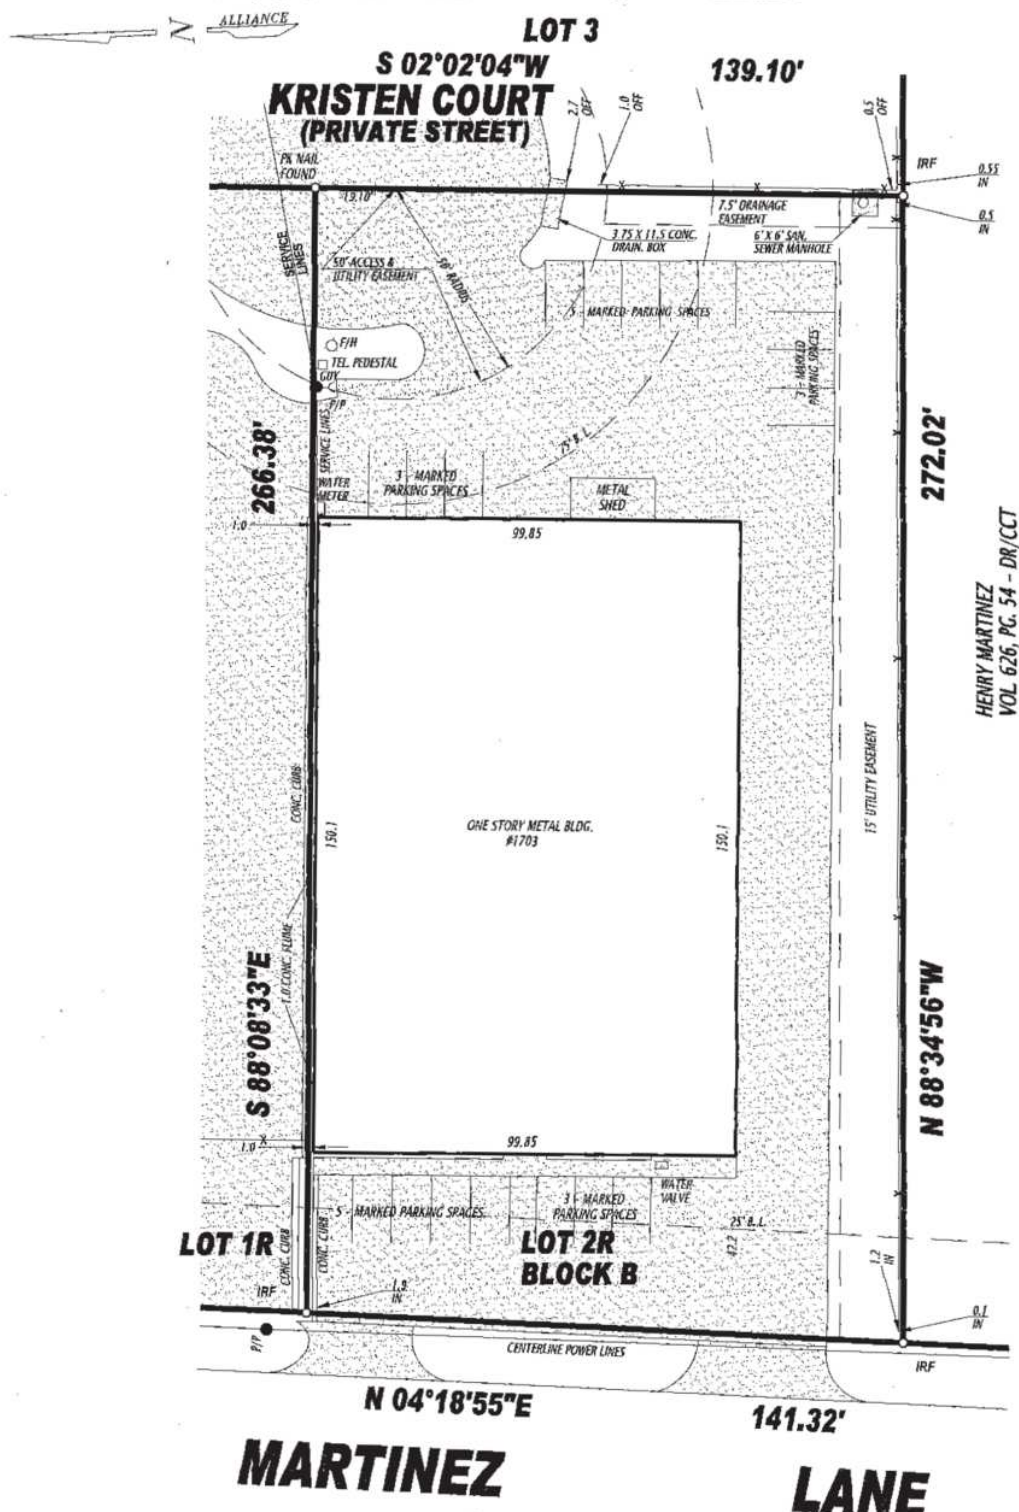 N
ALLIANCE
LOT 3
S 02°02'04"W
139.10'
KRISTEN COURT
(PRIVATE STREET)
2.7
OFF
1.0
OFF
0.5
OFF
PK NAIL
FOUND
IRF
0.55
IN
0.5
IN
19.10'
7.5' DRAINAGE
EASEMENT
3.75 X 11.5 CONC.
DRAIN. BOX
6' X 6' SAN.
SEWER MANHOLE
SERVICE
LINES
50' ACCESS &
UTILITY EASEMENT
50' RADIUS
5 - MARKED PARKING SPACES
3 - MARKED
PARKING SPACES
F/H
TEL. PEDESTAL
GUY
P/P
SERVICE LINES
25' B.L.
WATER
METER
3 - MARKED
PARKING SPACES
METAL
SHED
266.38'
272.02'
1.0
99.85
HENRY MARTINEZ
VOL. 626, PG. 54 - DR/CCT
CONC. CURB
150.1
ONE STORY METAL BLDG.
#1703
150.1
15' UTILITY EASEMENT
1.0' CONC. FLUME
S 88°08'33"E
N 88°34'56"W
1.0
99.85
WATER
VALVE
5 - MARKED PARKING SPACES
3 - MARKED
PARKING SPACES
25' B.L.
47.2
LOT 1R
CONC. CURB
CONC. CURB
LOT 2R
BLOCK B
1.2
IN
IRF
1.9
IN
0.1
IN
P/P
CENTERLINE POWER LINES
IRF
N 04°18'55"E
141.32'
MARTINEZ LANE